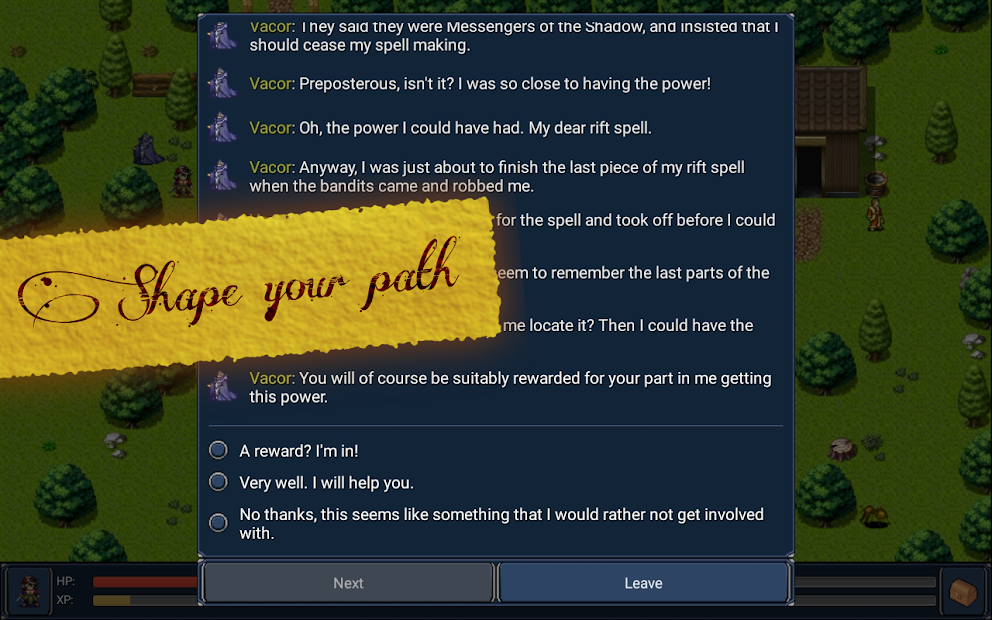 Vacor: They said they were Messengers of the Shadow, and insisted that I
should cease my spell making.
Vacor: Preposterous, isn't it? I was so close to having the power!
Vacor: Oh, the power I could have had. My dear rift spell.
Vacor: Anyway, I was just about to finish the last piece of my rift spell
when the bandits came and robbed me.
for the spell and took off before I could
to remember the last parts of the
me locate it? Then I could have the
Shape your path
Vacor: You will of course be suitably rewarded for your part in me getting
this power.
A reward? I'm in!
Very well. I will help you.
No thanks, this seems like something that I would rather not get involved
with.
Next
Leave
HP:
XP: